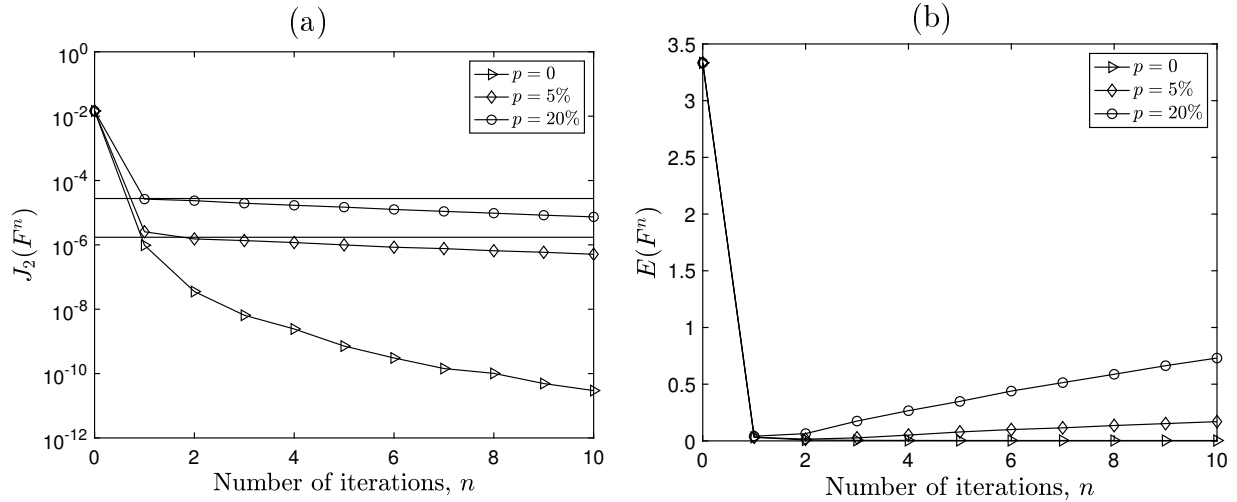 (a)
10^0
10^-2
10^-4
10^-6
10^-8
10^-10
10^-12
J_2(F^n)
p = 0
p = 5%
p = 20%
0 2 4 6 8 10
Number of iterations, n
(b)
3.5
3
2.5
2
1.5
1
0.5
0
E(F^n)
p = 0
p = 5%
p = 20%
0 2 4 6 8 10
Number of iterations, n